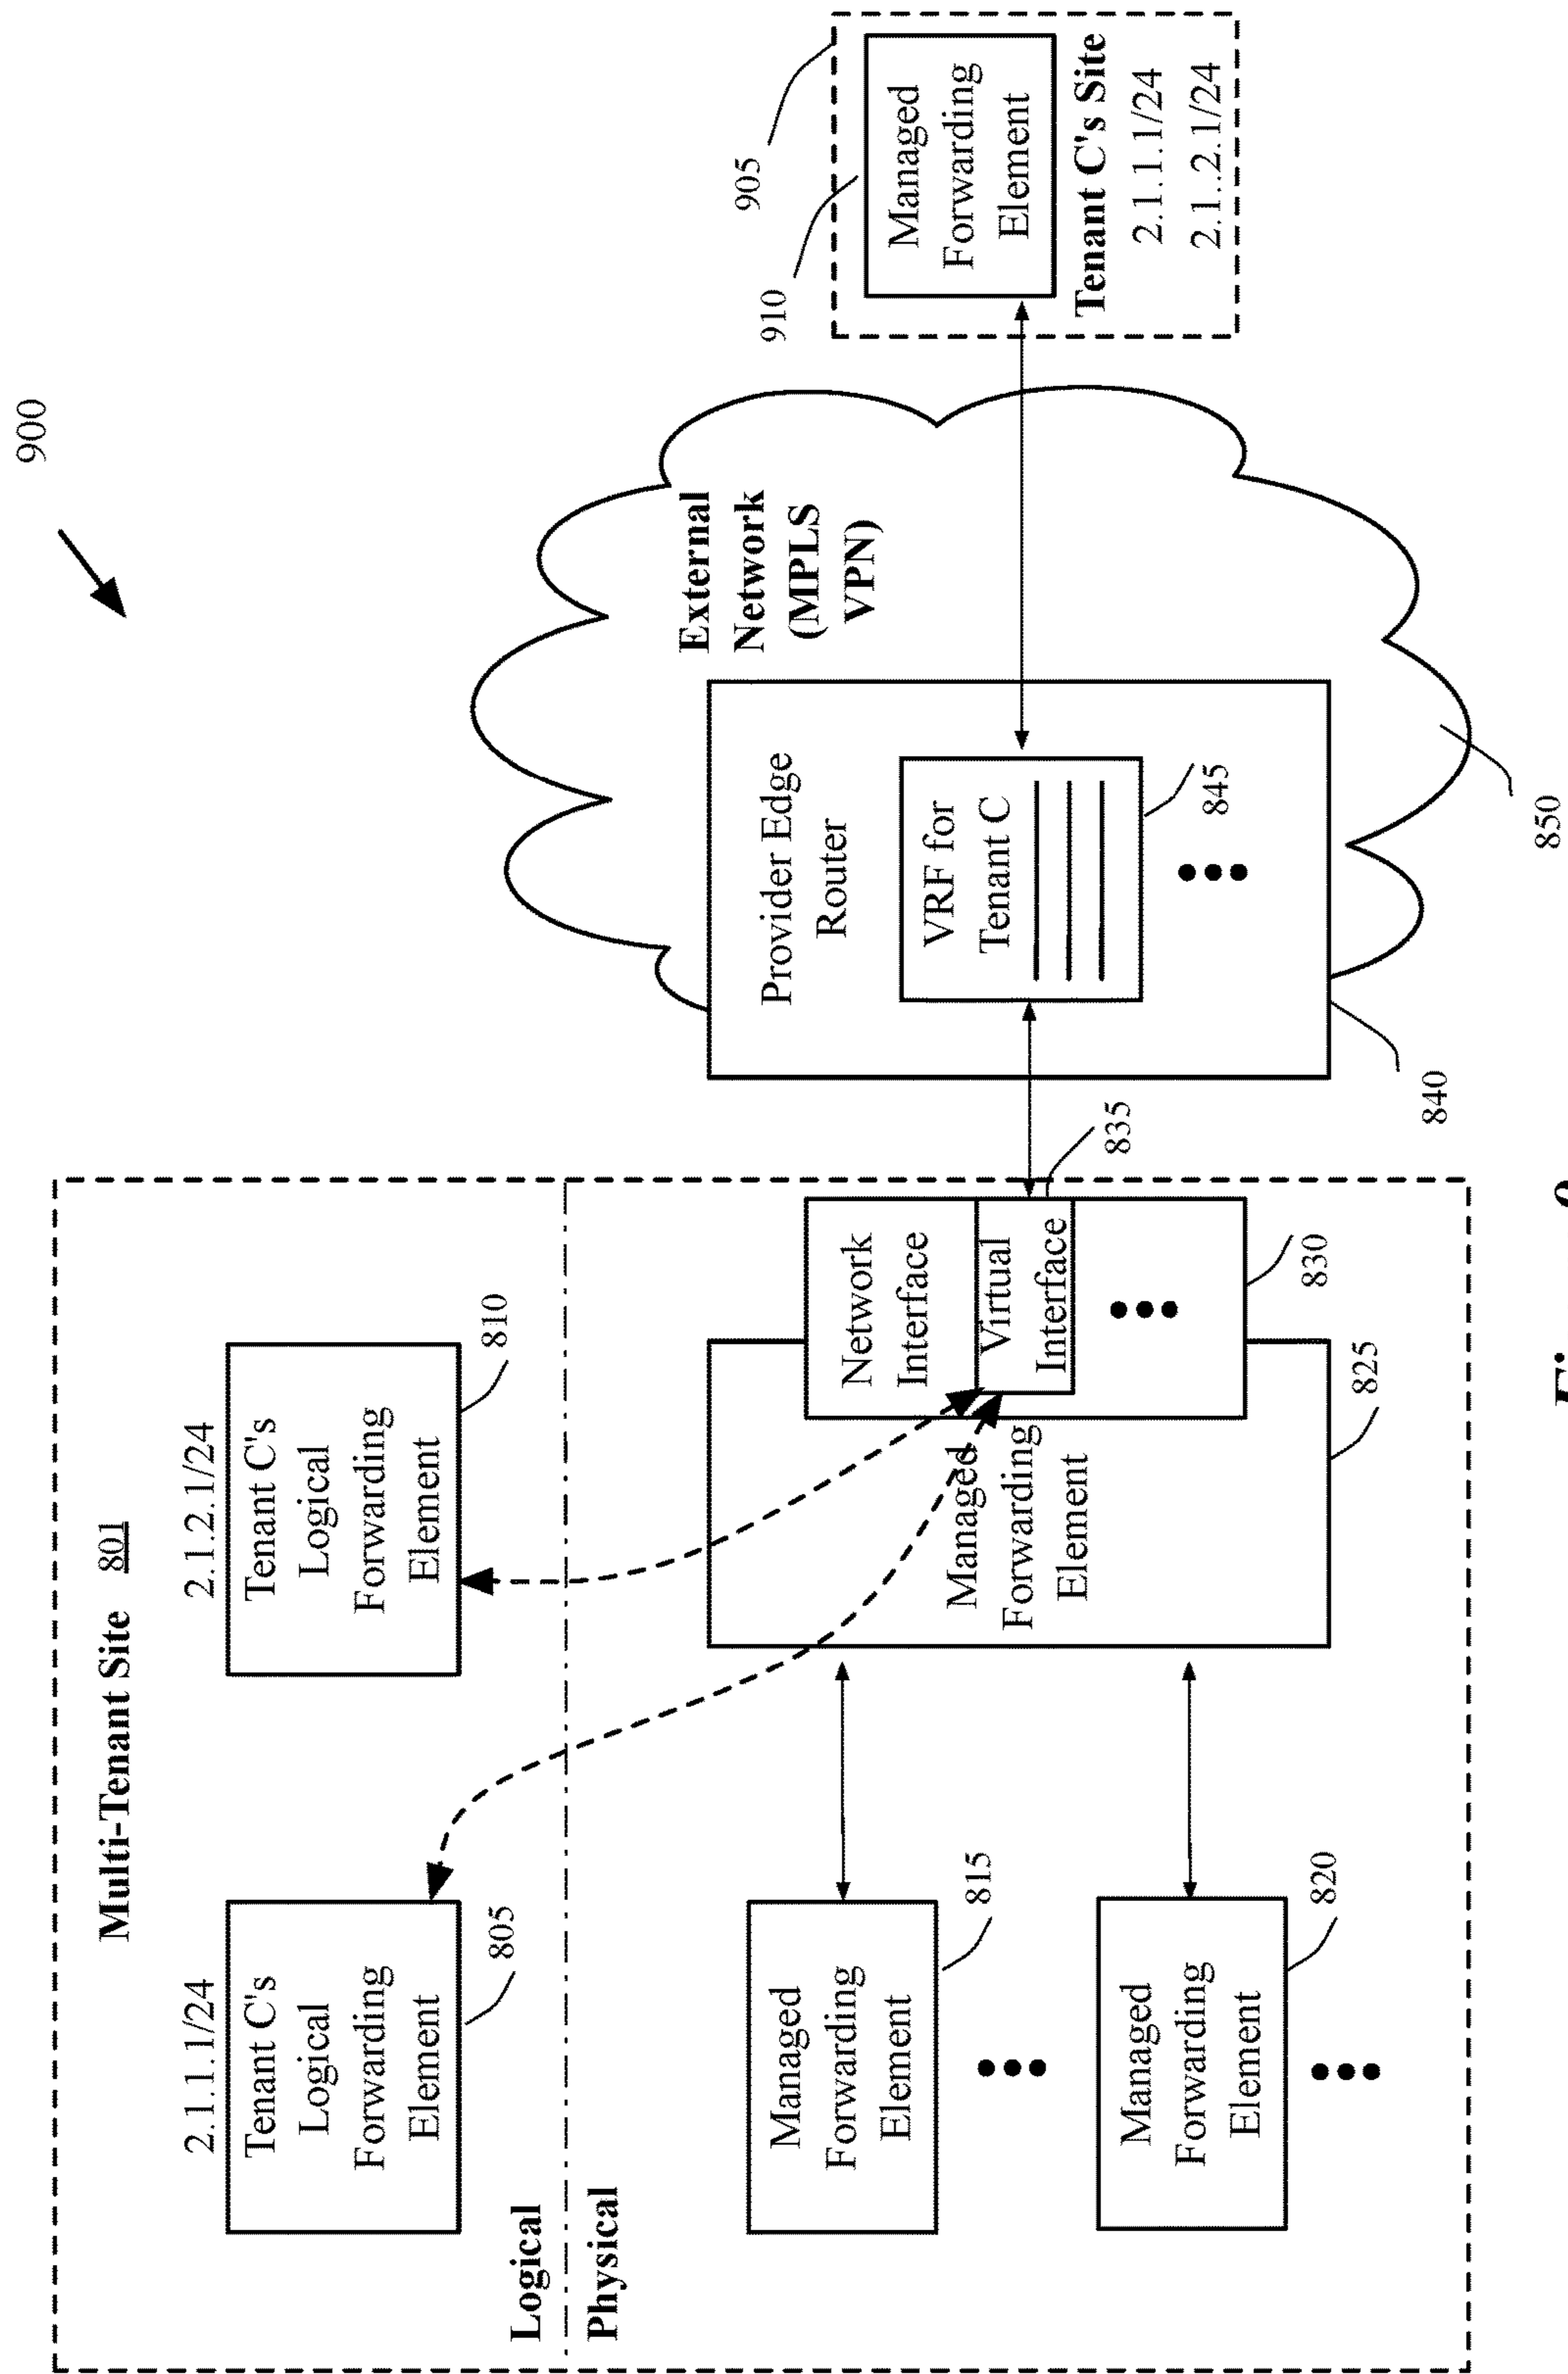 900
Multi-Tenant Site 801
2.1.1.1/24
Tenant C's
Logical
Forwarding
Element
805
2.1.2.1/24
Tenant C's
Logical
Forwarding
Element
810
Logical
Physical
Managed
Forwarding
Element
815
Managed
Forwarding
Element
820
Managed
Forwarding
Element
825
Network
Interface
Virtual
Interface
830
835
Provider Edge
Router
VRF for
Tenant C
845
840
External
Network
(MPLS
VPN)
850
905
910
Managed
Forwarding
Element
Tenant C's Site
2.1.1.1/24
2.1..2.1/24